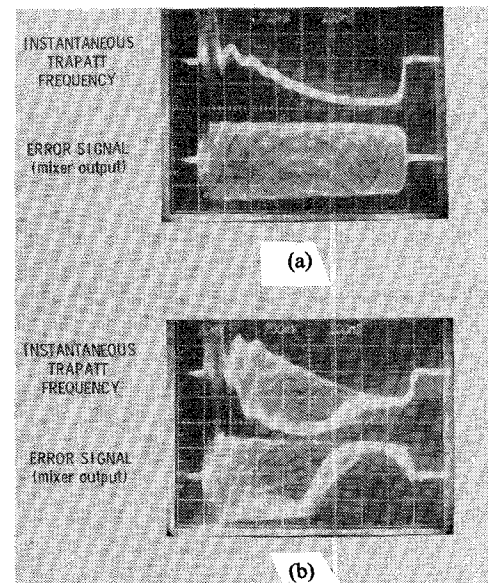 INSTANTANEOUS
TRAPATT
FREQUENCY
ERROR SIGNAL
(mixer output)
(a)
INSTANTANEOUS
TRAPATT
FREQUENCY
ERROR SIGNAL
(mixer output)
(b)